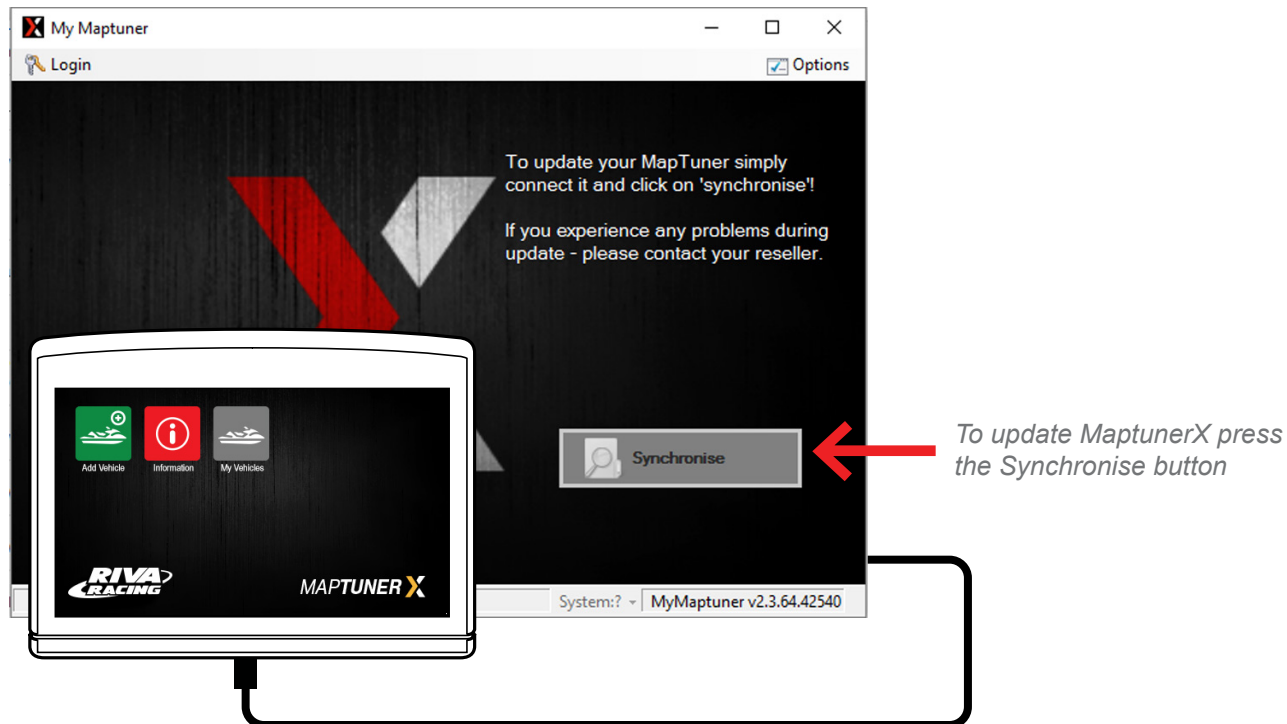 My Maptuner
Login
Options
To update your MapTuner simply
connect it and click on 'synchronise'!
If you experience any problems during
update - please contact your reseller.
Synchronise
To update MaptunerX press
the Synchronise button
Add Vehicle
Information
My Vehicles
RIVA
RACING
MAPTUNER X
System:?
MyMaptuner v2.3.64.42540